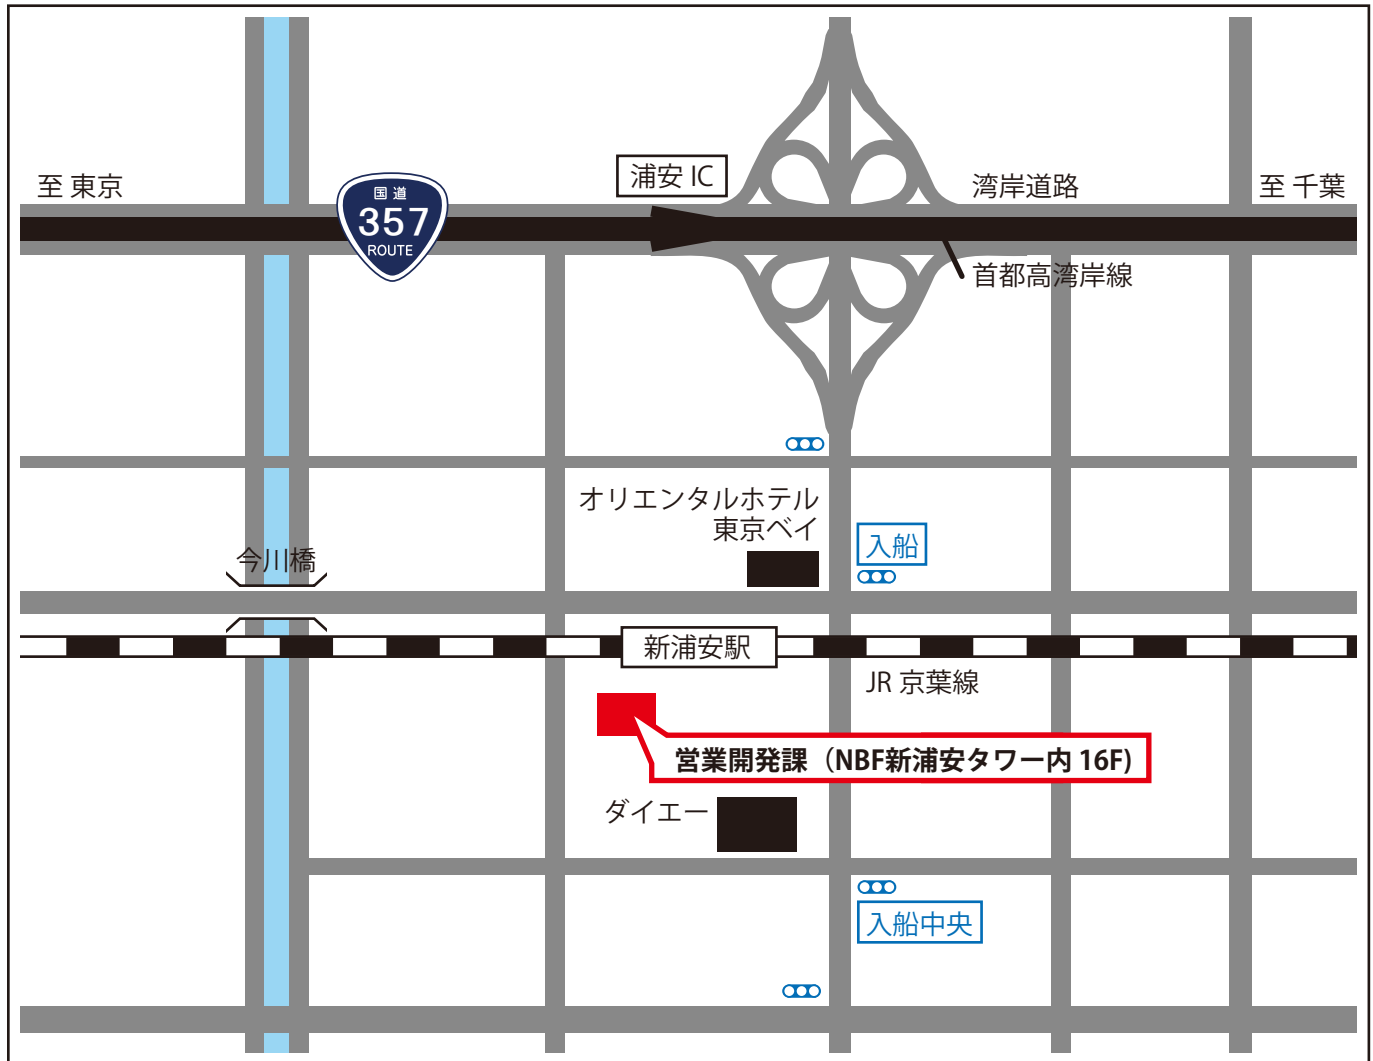 至 東京
国道
357
ROUTE
浦安 IC
湾岸道路
至 千葉
首都高湾岸線
オリエンタルホテル
東京ベイ
入船
今川橋
新浦安駅
JR 京葉線
営業開発課（NBF新浦安タワー内 16F)
ダイエー
入船中央